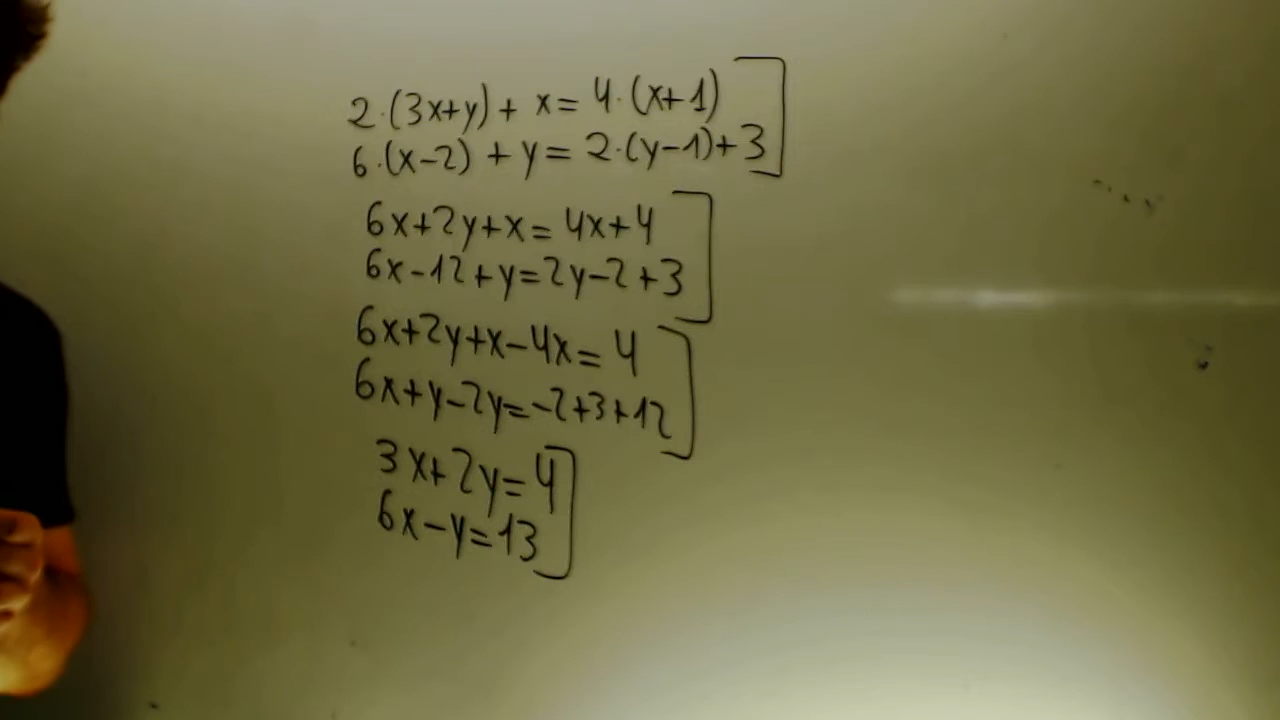 2·(3x+y)+ x= 4·(x+1)
6·(x-2) + y= 2·(y-1)+3
6x+2y+x= 4x+4
6x-12+y=2y-2+3
6x+2y+x-4x= 4
6x+y-2y=-2+3+12
3x+2y=4
6x-y=13